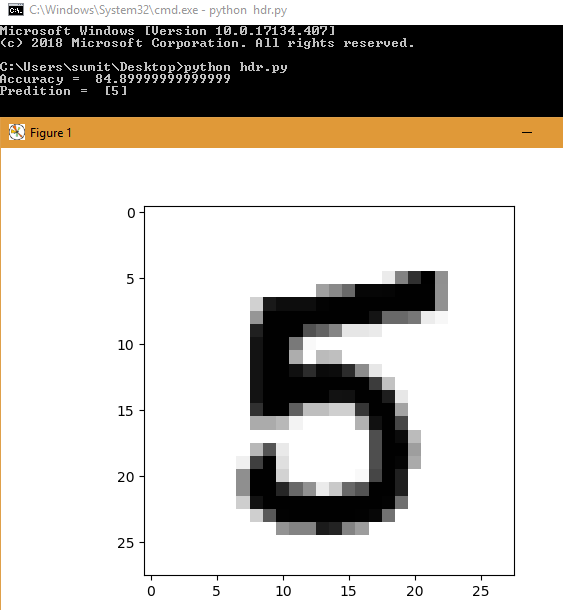 C:\Windows\System32\cmd.exe - python  hdr.py
Microsoft Windows [Version 10.0.17134.407]
(c) 2018 Microsoft Corporation. All rights reserved.
C:\Users\sumit\Desktop>python hdr.py
Accuracy =  84.89999999999999
Predition =  [5]
Figure 1
0
5
10
15
20
25
5
0 5 10 15 20 25